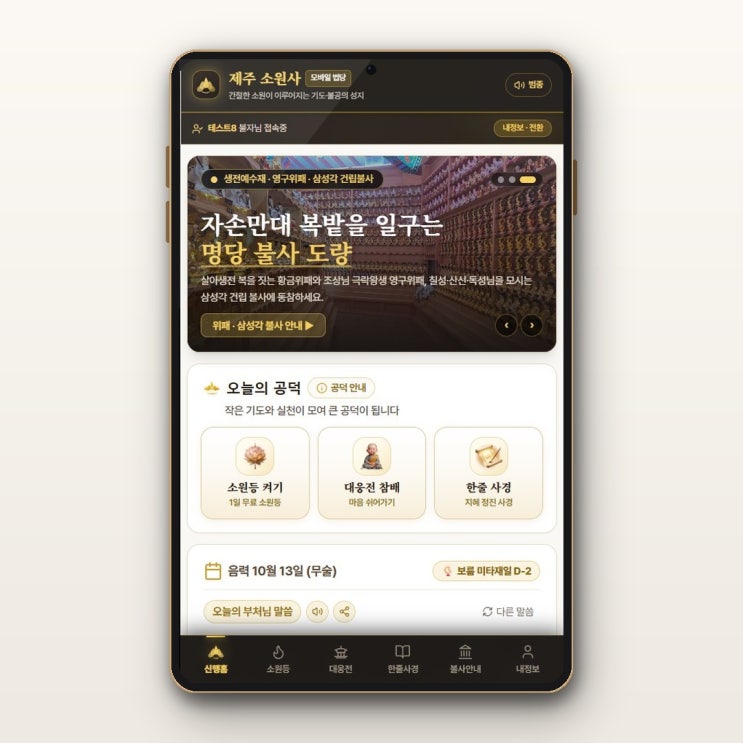 제주 소원사 모바일 법당
간절한 소원이 이루어지는 기도·불공의 성지
범종
테스트8 불자님 접속중
내정보·전환
생전예수재·영구위패·삼성각 건립불사
자손만대 복밭을 일구는
명당 불사 도량
살아생전 복을 짓는 황금위패와 조상님 극락왕생 영구위패, 칠성·산신·독성님을 모시는
삼성각 건립 불사에 동참하세요.
위패·삼성각 불사 안내 ▶
오늘의 공덕
공덕 안내
작은 기도와 실천이 모여 큰 공덕이 됩니다
소원등 켜기
1일 무료 소원등
대웅전 참배
마음 쉬어가기
한줄 사경
지혜 정진 사경
음력 10월 13일 (무술)
보름 미타재일 D-2
오늘의 부처님 말씀
다른 말씀
신행홈
소원등
대웅전
한줄사경
불사안내
내정보